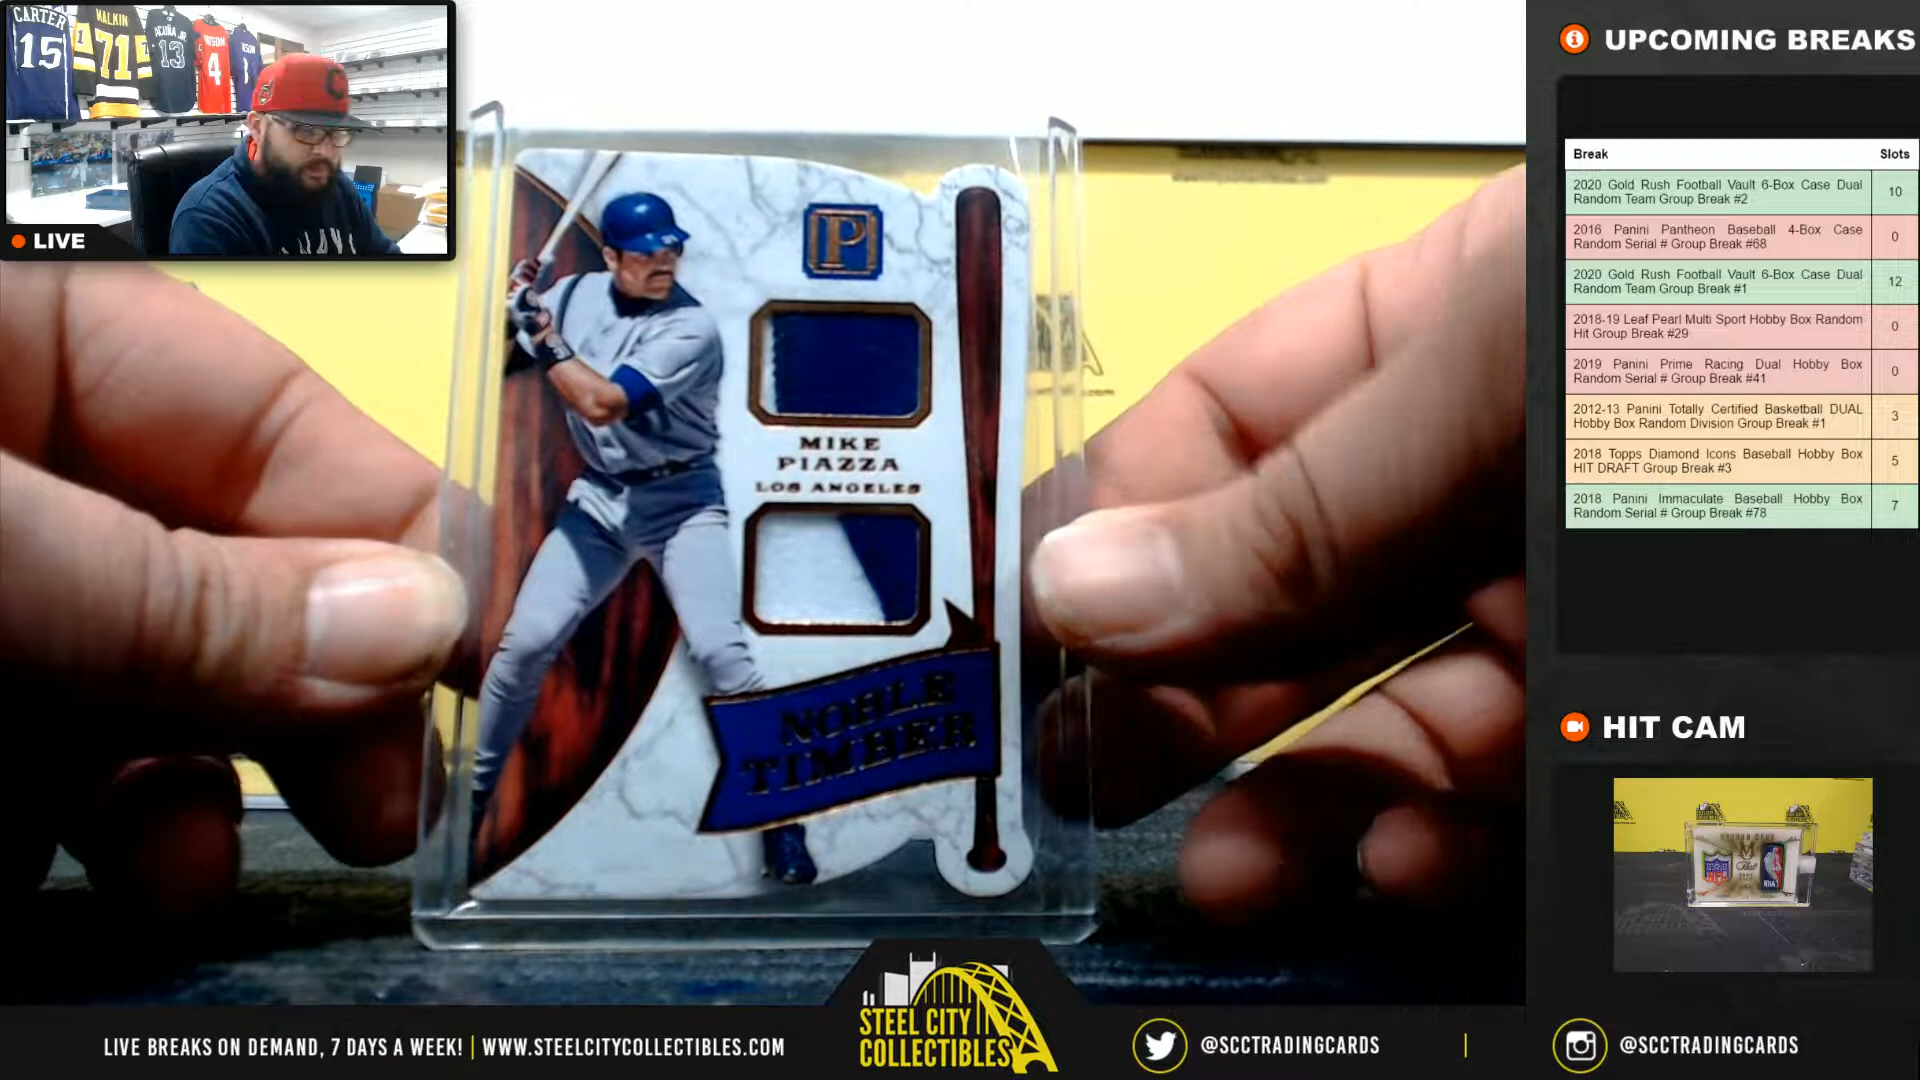 CARTER
15
MALKIN
71
ACUÑA JR
13
4
LIVE
P
MIKE
PIAZZA
LOS ANGELES
NOBLE
TIMBER
UPCOMING BREAKS
Break Slots
2020 Gold Rush Football Vault 6-Box Case Dual
Random Team Group Break #2 10
2016 Panini Pantheon Baseball 4-Box Case
Random Serial # Group Break #68 0
2020 Gold Rush Football Vault 6-Box Case Dual
Random Team Group Break #1 12
2018-19 Leaf Pearl Multi Sport Hobby Box Random
Hit Group Break #29 0
2019 Panini Prime Racing Dual Hobby Box
Random Serial # Group Break #41 0
2012-13 Panini Totally Certified Basketball DUAL
Hobby Box Random Division Group Break #1 3
2018 Topps Diamond Icons Baseball Hobby Box
HIT DRAFT Group Break #3 5
2018 Panini Immaculate Baseball Hobby Box
Random Serial # Group Break #78 7
HIT CAM
NBA
LIVE BREAKS ON DEMAND, 7 DAYS A WEEK! | WWW.STEELCITYCOLLECTIBLES.COM
STEEL CITY
COLLECTIBLES
@SCCTRADINGCARDS
@SCCTRADINGCARDS